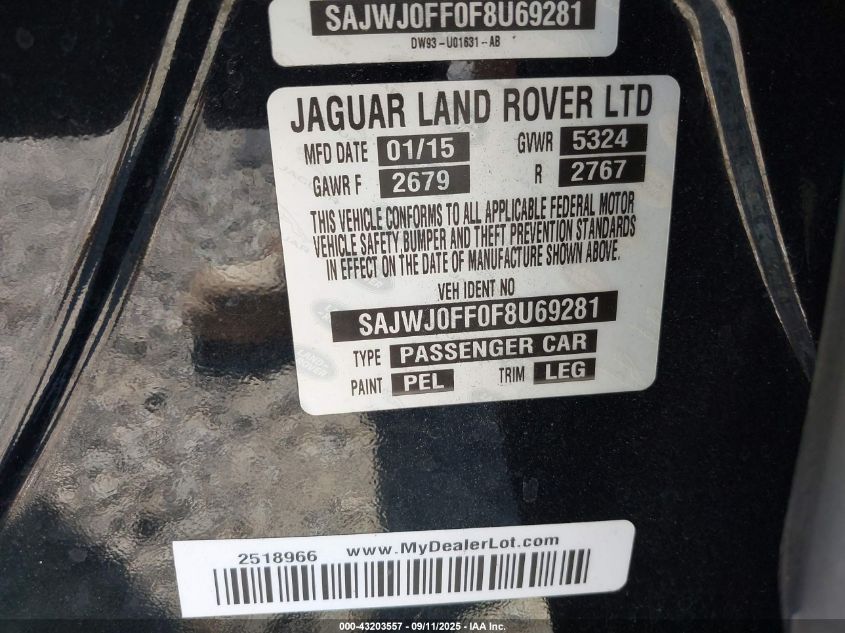 SAJWJ0FF0F8U69281
DW93-U01631-AB
JAGUAR LAND ROVER LTD
MFD DATE 01/15 GVWR 5324
GAWR F 2679 R 2767
THIS VEHICLE CONFORMS TO ALL APPLICABLE FEDERAL MOTOR
VEHICLE SAFETY BUMPER AND THEFT PREVENTION STANDARDS
IN EFFECT ON THE DATE OF MANUFACTURE SHOWN ABOVE.
VEH IDENT NO
SAJWJ0FF0F8U69281
TYPE PASSENGER CAR
PAINT PEL TRIM LEG
2518966 www.MyDealerLot.com
000-43203557 - 09/11/2025 - IAA Inc.